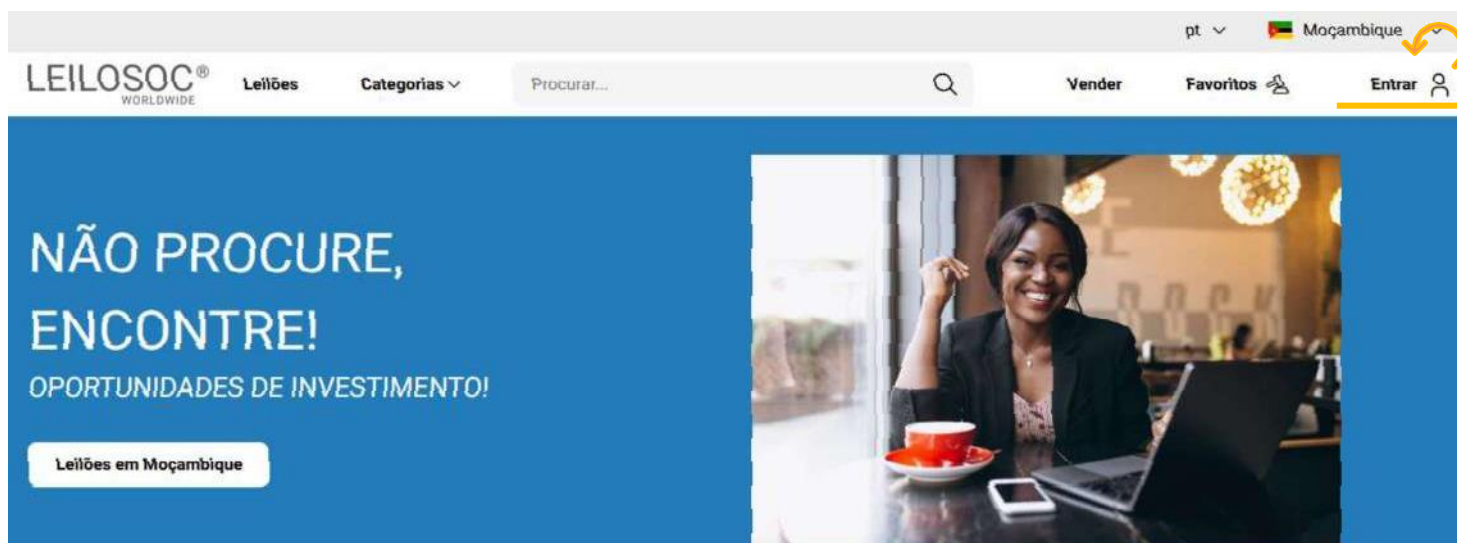 pt Moçambique
LEILOSOC®
WORLDWIDE
Leilões Categorias Procurar... Vender Favoritos Entrar
NÃO PROCURE,
ENCONTRE!
OPORTUNIDADES DE INVESTIMENTO!
Leilões em Moçambique